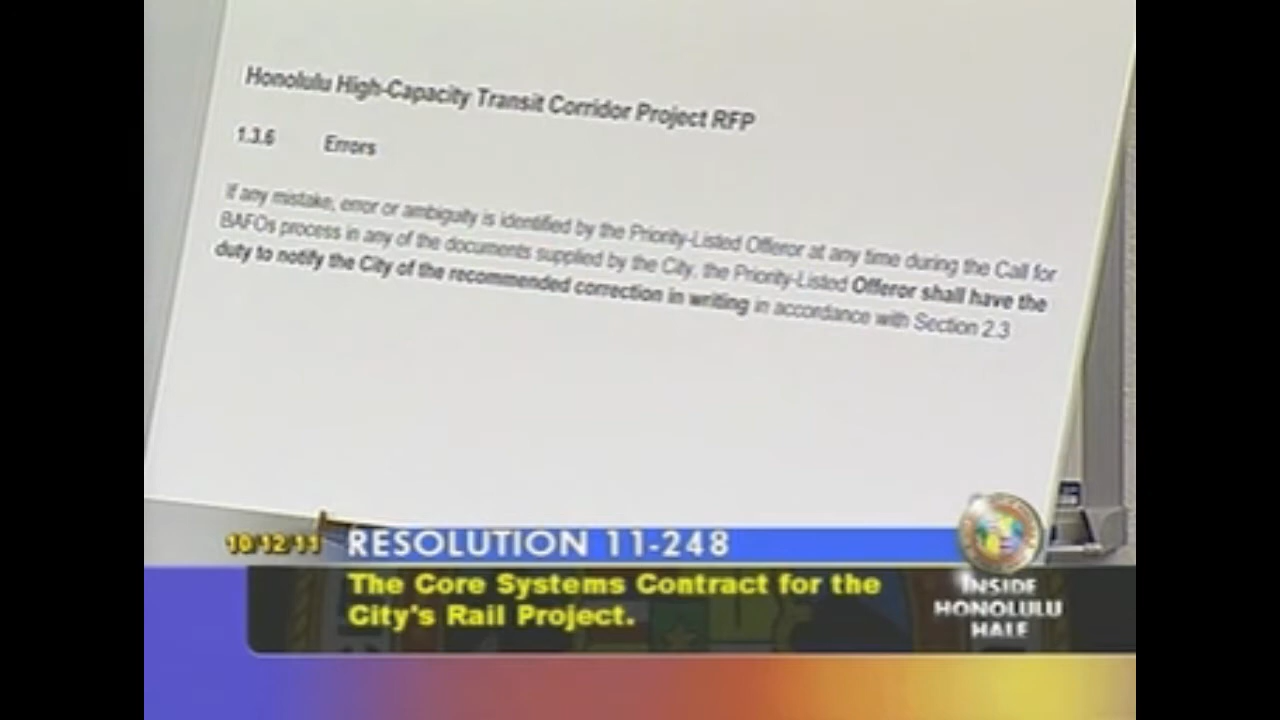 Honolulu High-Capacity Transit Corridor Project RFP
1.3.6 Errors
If any mistake, error or ambiguity is identified by the Priority-Listed Offeror at any time during the Call for
BAFOs process in any of the documents supplied by the City, the Priority-Listed Offeror shall have the
duty to notify the City of the recommended correction in writing in accordance with Section 2.3
10/12/11 RESOLUTION 11-248
The Core Systems Contract for the
City's Rail Project.
INSIDE
HONOLULU
HALE